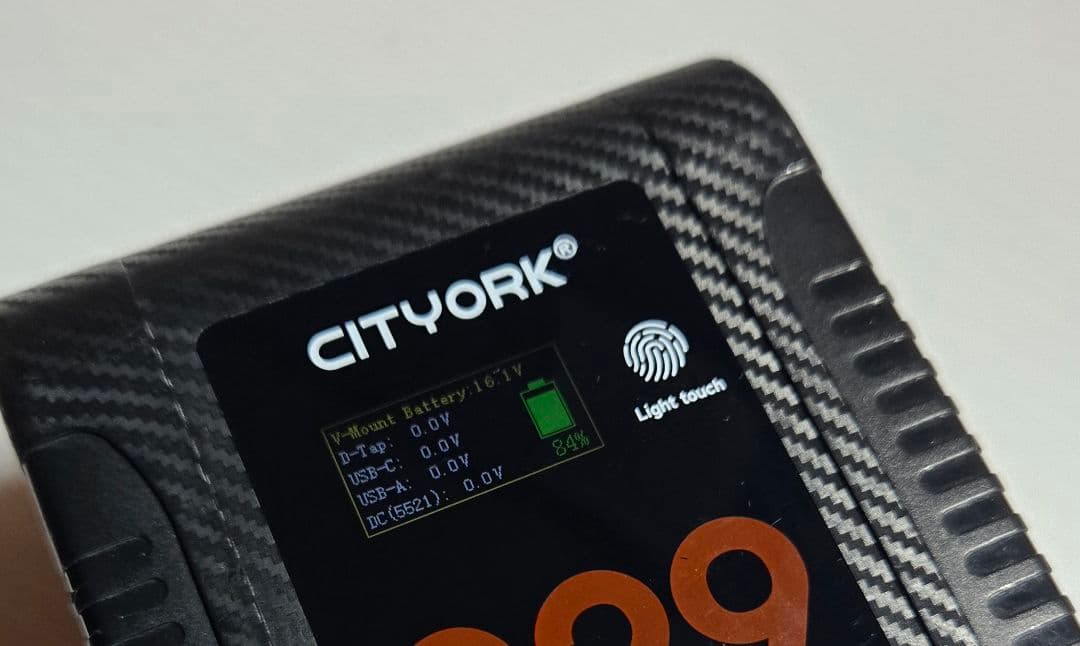 CITYORK®
V-Mount Battery:16.1V
D-Tap: 0.0V
USB-C: 0.0V
USB-A: 0.0V
DC(5521): 0.0V
84%
Light touch
99